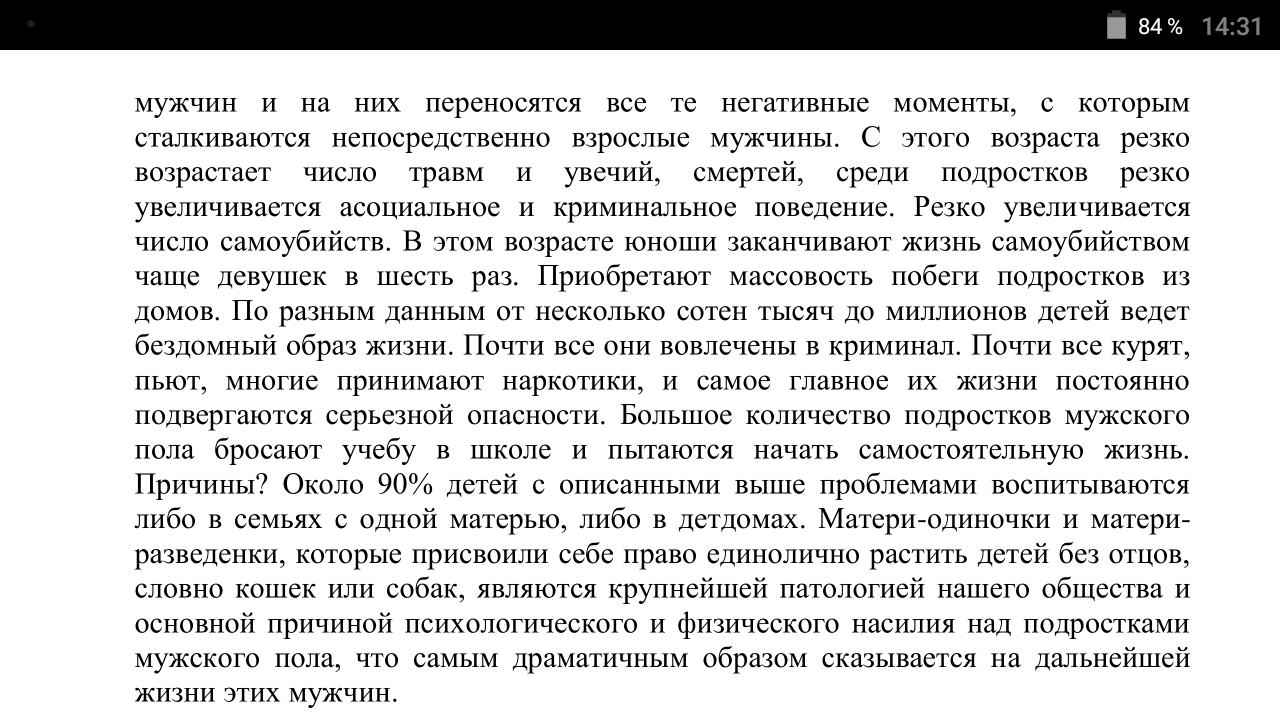 84 % 14:31
мужчин и на них переносятся все те негативные моменты, с которым
сталкиваются непосредственно взрослые мужчины. С этого возраста резко
возрастает число травм и увечий, смертей, среди подростков резко
увеличивается асоциальное и криминальное поведение. Резко увеличивается
число самоубийств. В этом возрасте юноши заканчивают жизнь самоубийством
чаще девушек в шесть раз. Приобретают массовость побеги подростков из
домов. По разным данным от несколько сотен тысяч до миллионов детей ведет
бездомный образ жизни. Почти все они вовлечены в криминал. Почти все курят,
пьют, многие принимают наркотики, и самое главное их жизни постоянно
подвергаются серьезной опасности. Большое количество подростков мужского
пола бросают учебу в школе и пытаются начать самостоятельную жизнь.
Причины? Около 90% детей с описанными выше проблемами воспитываются
либо в семьях с одной матерью, либо в детдомах. Матери-одиночки и матери-
разведенки, которые присвоили себе право единолично растить детей без отцов,
словно кошек или собак, являются крупнейшей патологией нашего общества и
основной причиной психологического и физического насилия над подростками
мужского пола, что самым драматичным образом сказывается на дальнейшей
жизни этих мужчин.